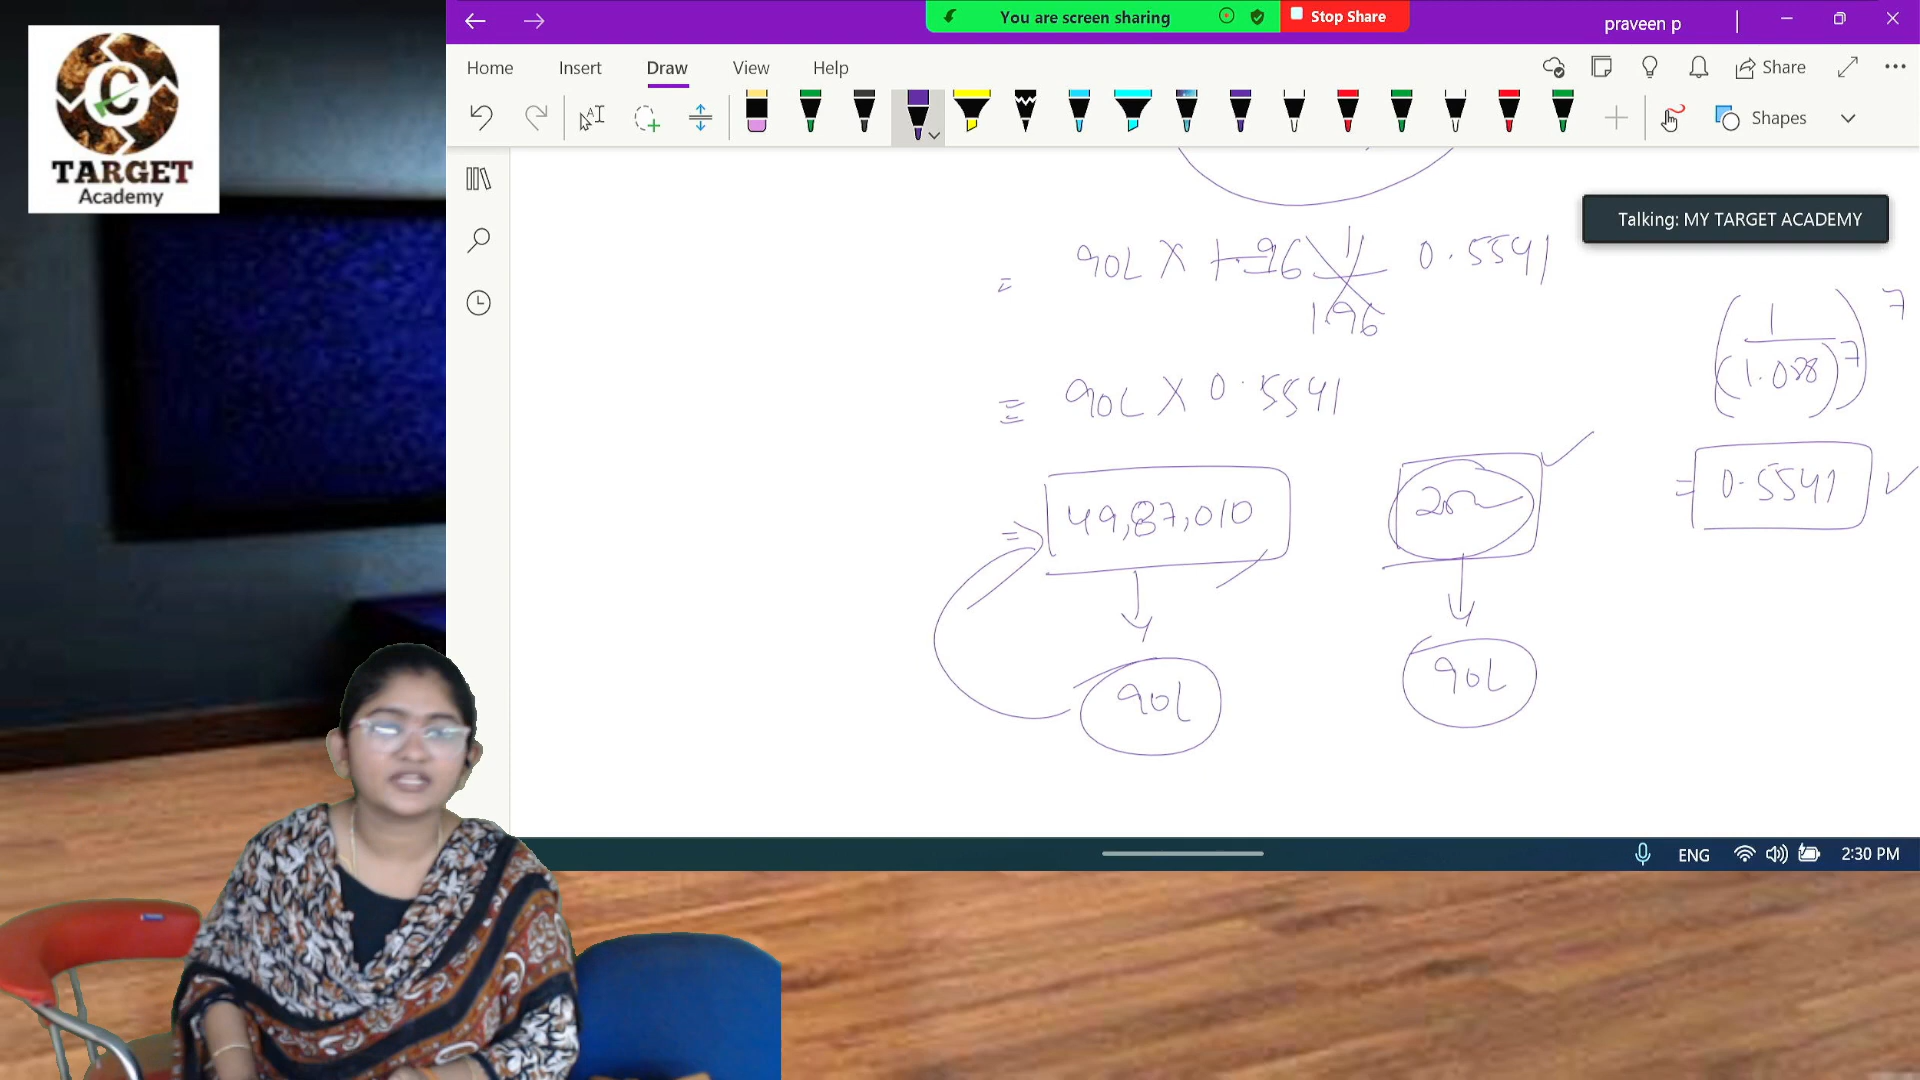 TARGET
Academy
You are screen sharing
Stop Share
praveen p
Home Insert Draw View Help
Share
Shapes
Talking: MY TARGET ACADEMY
= 90L X 1.96 X 1/1.96 0.5541
(1/(1.088)^7)^7
≡ 90L X 0.5541
= 49,87,010
= 0.5541
90L
90L
ENG 2:30 PM